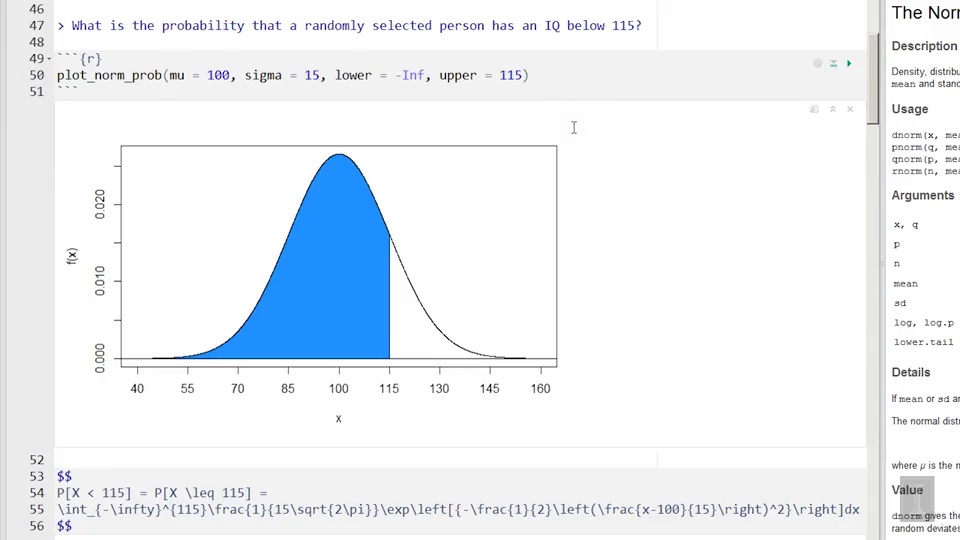 46
47 > What is the probability that a randomly selected person has an IQ below 115?
48
49 ```{r}
50 plot_norm_prob(mu = 100, sigma = 15, lower = -Inf, upper = 115)
51 ```
f(x)
0.020
0.010
0.000
40 55 70 85 100 115 130 145 160
x
52
53 $$
54 P[X < 115] = P[X \leq 115] =
55 \int_{-\infty}^{115}\frac{1}{15\sqrt{2\pi}}\exp\left[{-\frac{1}{2}\left(\frac{x-100}{15}\right)^2}\right]dx
56 $$
The Norm
Description
Density, distribu
mean and stand
Usage
dnorm(x, mea
pnorm(q, mea
qnorm(p, mea
rnorm(n, mea
Arguments
x, q
p
n
mean
sd
log, log.p
lower.tail
Details
If mean or sd ar
The normal distr
where μ is the n
Value
dnorm gives the
random deviates